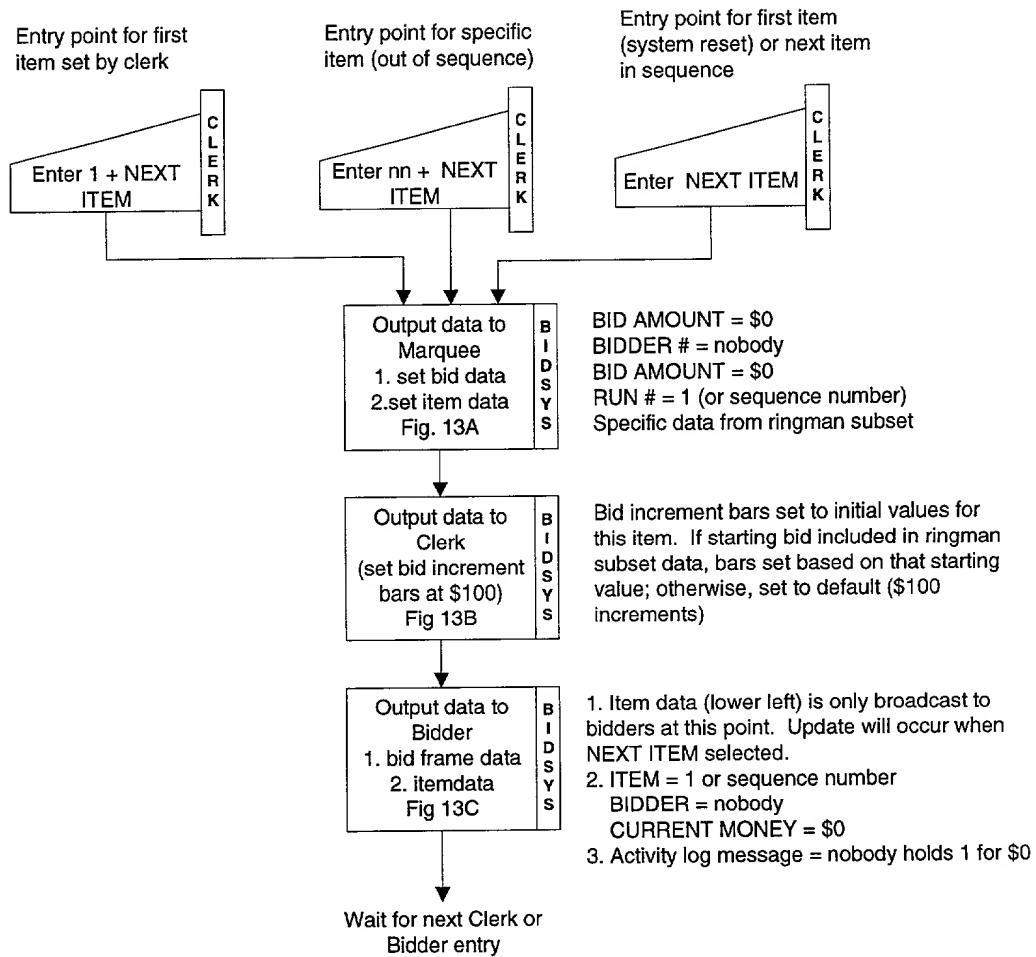 Entry point for first
item set by clerk
Entry point for specific
item (out of sequence)
Entry point for first item
(system reset) or next item
in sequence
Enter 1 + NEXT
ITEM
CLERK
Enter nn + NEXT
ITEM
CLERK
Enter NEXT ITEM
CLERK
Output data to
Marquee
1. set bid data
2.set item data
Fig. 13A
BIDSYS
BID AMOUNT = $0
BIDDER # = nobody
BID AMOUNT = $0
RUN # = 1 (or sequence number)
Specific data from ringman subset
Output data to
Clerk
(set bid increment
bars at $100)
Fig 13B
BIDSYS
Bid increment bars set to initial values for
this item. If starting bid included in ringman
subset data, bars set based on that starting
value; otherwise, set to default ($100
increments)
Output data to
Bidder
1. bid frame data
2. itemdata
Fig 13C
BIDSYS
1. Item data (lower left) is only broadcast to
bidders at this point. Update will occur when
NEXT ITEM selected.
2. ITEM = 1 or sequence number
BIDDER = nobody
CURRENT MONEY = $0
3. Activity log message = nobody holds 1 for $0
Wait for next Clerk or
Bidder entry